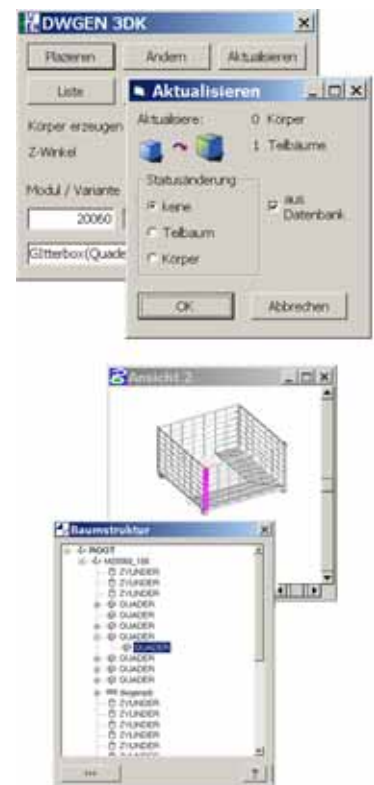 DWGEN 3DK
Plazieren Ändern Aktualisieren
Liste
Körper erzeugen
Z-Winkel
Modul / Variante
20060
Gitterbox(Quade
Aktualisieren
Aktualisiere: 0 Körper
1 Teilbäume
Statusänderung
keine
aus Datenbank
Teilbaum
Körper
OK Abbrechen
Ansicht 2
Baumstruktur
ROOT
ZYLINDER
ZYLINDER
ZYLINDER
QUADER
QUADER
QUADER
QUADER
QUADER
QUADER
QUADER
QUADER
ZYLINDER
ZYLINDER
ZYLINDER
ZYLINDER
ZYLINDER
>>> ?